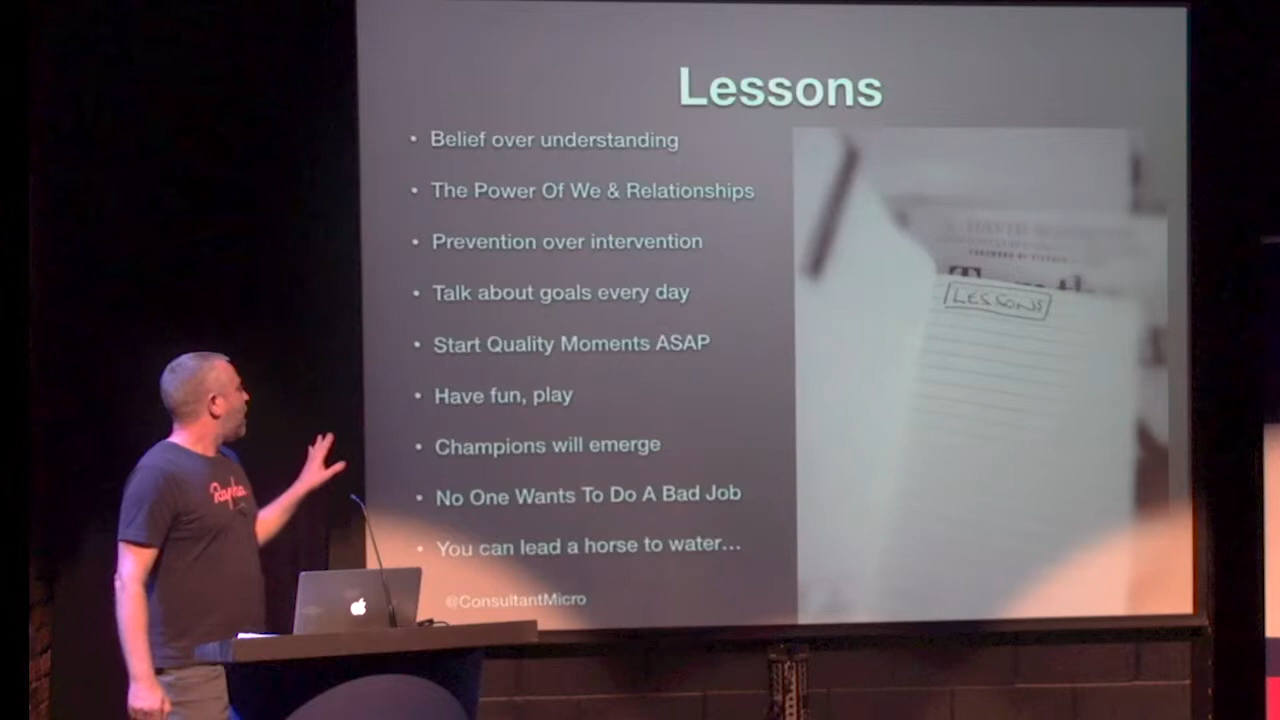 Lessons
• Belief over understanding
• The Power Of We & Relationships
• Prevention over intervention
• Talk about goals every day
• Start Quality Moments ASAP
• Have fun, play
• Champions will emerge
• No One Wants To Do A Bad Job
• You can lead a horse to water...
@ConsultantMicro
LESSONS
Rapha